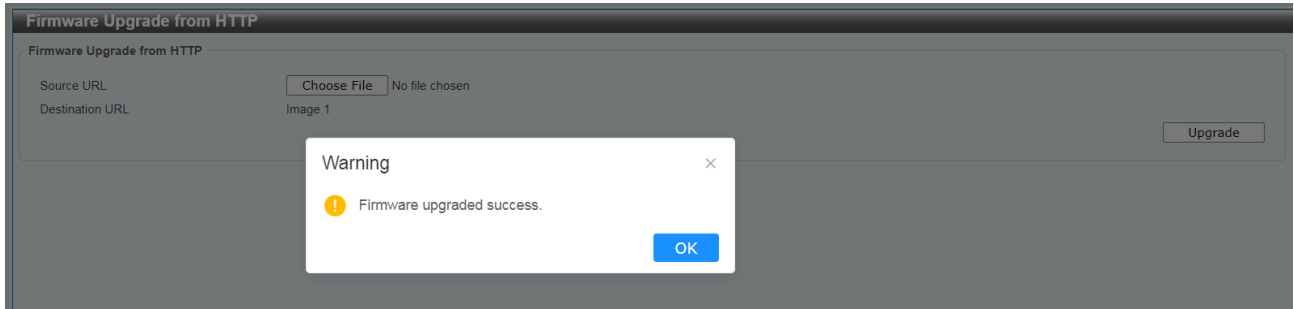 Firmware Upgrade from HTTP
Firmware Upgrade from HTTP
Source URL Choose File No file chosen
Destination URL Image 1
Upgrade
Warning
Firmware upgraded success.
OK